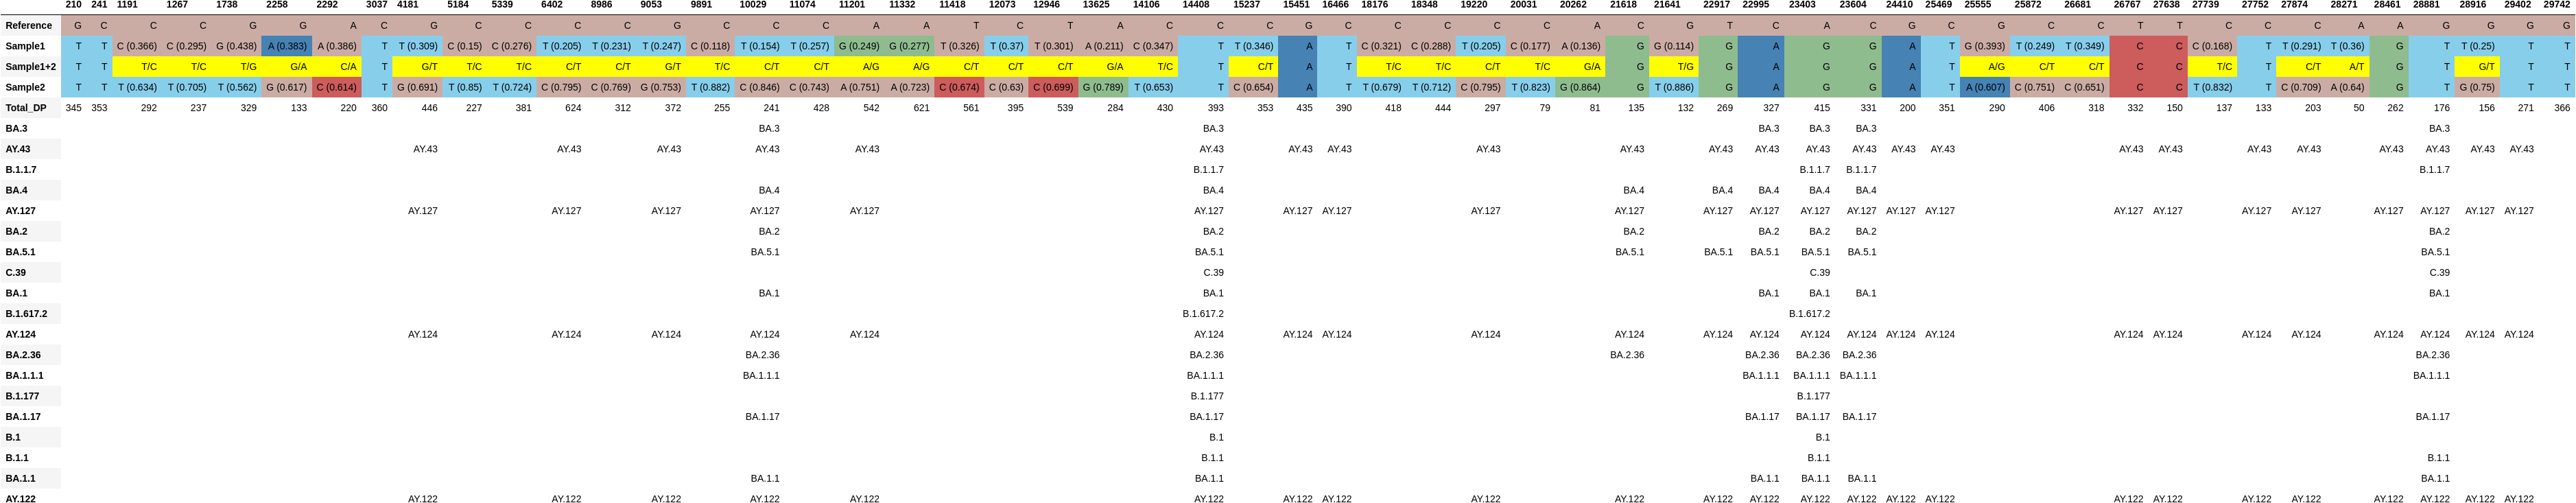 210 241 1191 1267 1738 2258 2292 3037 4181 5184 5339 6402 8986 9053 9891 10029 11074 11201 11332 11418 12073 12946 13625 14106 14408 15237 15451 16466 18176 18348 19220 20031 20262 21618 21641 22917 22995 23403 23604 24410 25469 25555 25872 26681 26767 27638 27739 27752 27874 28271 28461 28881 28916 29402 29742
Reference G C C C G G A C G C C C C G C C C A A T C T A C C C G C C C C C A C G T C A C G C G C C T T C C C A A G G G G
Sample1 T T C (0.366) C (0.295) G (0.438) A (0.383) A (0.386) T T (0.309) C (0.15) C (0.276) T (0.205) T (0.231) T (0.247) C (0.118) T (0.154) T (0.257) G (0.249) G (0.277) T (0.326) T (0.37) T (0.301) A (0.211) C (0.347) T T (0.346) A T C (0.321) C (0.288) T (0.205) C (0.177) A (0.136) G G (0.114) G A G G A T G (0.393) T (0.249) T (0.349) C C C (0.168) T T (0.291) T (0.36) G T T (0.25) T T
Sample1+2 T T T/C T/C T/G G/A C/A T G/T T/C T/C C/T C/T G/T T/C C/T C/T A/G A/G C/T C/T C/T G/A T/C T C/T A T T/C T/C C/T T/C G/A G T/G G A G G A T A/G C/T C/T C C T/C T C/T A/T G T G/T T T
Sample2 T T T (0.634) T (0.705) T (0.562) G (0.617) C (0.614) T G (0.691) T (0.85) T (0.724) C (0.795) C (0.769) G (0.753) T (0.882) C (0.846) C (0.743) A (0.751) A (0.723) C (0.674) C (0.63) C (0.699) G (0.789) T (0.653) T C (0.654) A T T (0.679) T (0.712) C (0.795) T (0.823) G (0.864) G T (0.886) G A G G A T A (0.607) C (0.751) C (0.651) C C T (0.832) T C (0.709) A (0.64) G T G (0.75) T T
Total_DP 345 353 292 237 329 133 220 360 446 227 381 624 312 372 255 241 428 542 621 561 395 539 284 430 393 353 435 390 418 444 297 79 81 135 132 269 327 415 331 200 351 290 406 318 332 150 137 133 203 50 262 176 156 271 366
BA.3 BA.3 BA.3 BA.3 BA.3 BA.3 BA.3
AY.43 AY.43 AY.43 AY.43 AY.43 AY.43 AY.43 AY.43 AY.43 AY.43 AY.43 AY.43 AY.43 AY.43 AY.43 AY.43 AY.43 AY.43 AY.43 AY.43 AY.43 AY.43 AY.43 AY.43 AY.43
B.1.1.7 B.1.1.7 B.1.1.7 B.1.1.7 B.1.1.7
BA.4 BA.4 BA.4 BA.4 BA.4 BA.4 BA.4 BA.4
AY.127 AY.127 AY.127 AY.127 AY.127 AY.127 AY.127 AY.127 AY.127 AY.127 AY.127 AY.127 AY.127 AY.127 AY.127 AY.127 AY.127 AY.127 AY.127 AY.127 AY.127 AY.127 AY.127 AY.127 AY.127
BA.2 BA.2 BA.2 BA.2 BA.2 BA.2 BA.2 BA.2
BA.5.1 BA.5.1 BA.5.1 BA.5.1 BA.5.1 BA.5.1 BA.5.1 BA.5.1 BA.5.1
C.39 C.39 C.39 C.39
BA.1 BA.1 BA.1 BA.1 BA.1 BA.1 BA.1
B.1.617.2 B.1.617.2 B.1.617.2
AY.124 AY.124 AY.124 AY.124 AY.124 AY.124 AY.124 AY.124 AY.124 AY.124 AY.124 AY.124 AY.124 AY.124 AY.124 AY.124 AY.124 AY.124 AY.124 AY.124 AY.124 AY.124 AY.124 AY.124 AY.124
BA.2.36 BA.2.36 BA.2.36 BA.2.36 BA.2.36 BA.2.36 BA.2.36 BA.2.36
BA.1.1.1 BA.1.1.1 BA.1.1.1 BA.1.1.1 BA.1.1.1 BA.1.1.1 BA.1.1.1
B.1.177 B.1.177 B.1.177
BA.1.17 BA.1.17 BA.1.17 BA.1.17 BA.1.17 BA.1.17 BA.1.17
B.1 B.1 B.1
B.1.1 B.1.1 B.1.1 B.1.1
BA.1.1 BA.1.1 BA.1.1 BA.1.1 BA.1.1 BA.1.1 BA.1.1
AY.122 AY.122 AY.122 AY.122 AY.122 AY.122 AY.122 AY.122 AY.122 AY.122 AY.122 AY.122 AY.122 AY.122 AY.122 AY.122 AY.122 AY.122 AY.122 AY.122 AY.122 AY.122 AY.122 AY.122 AY.122